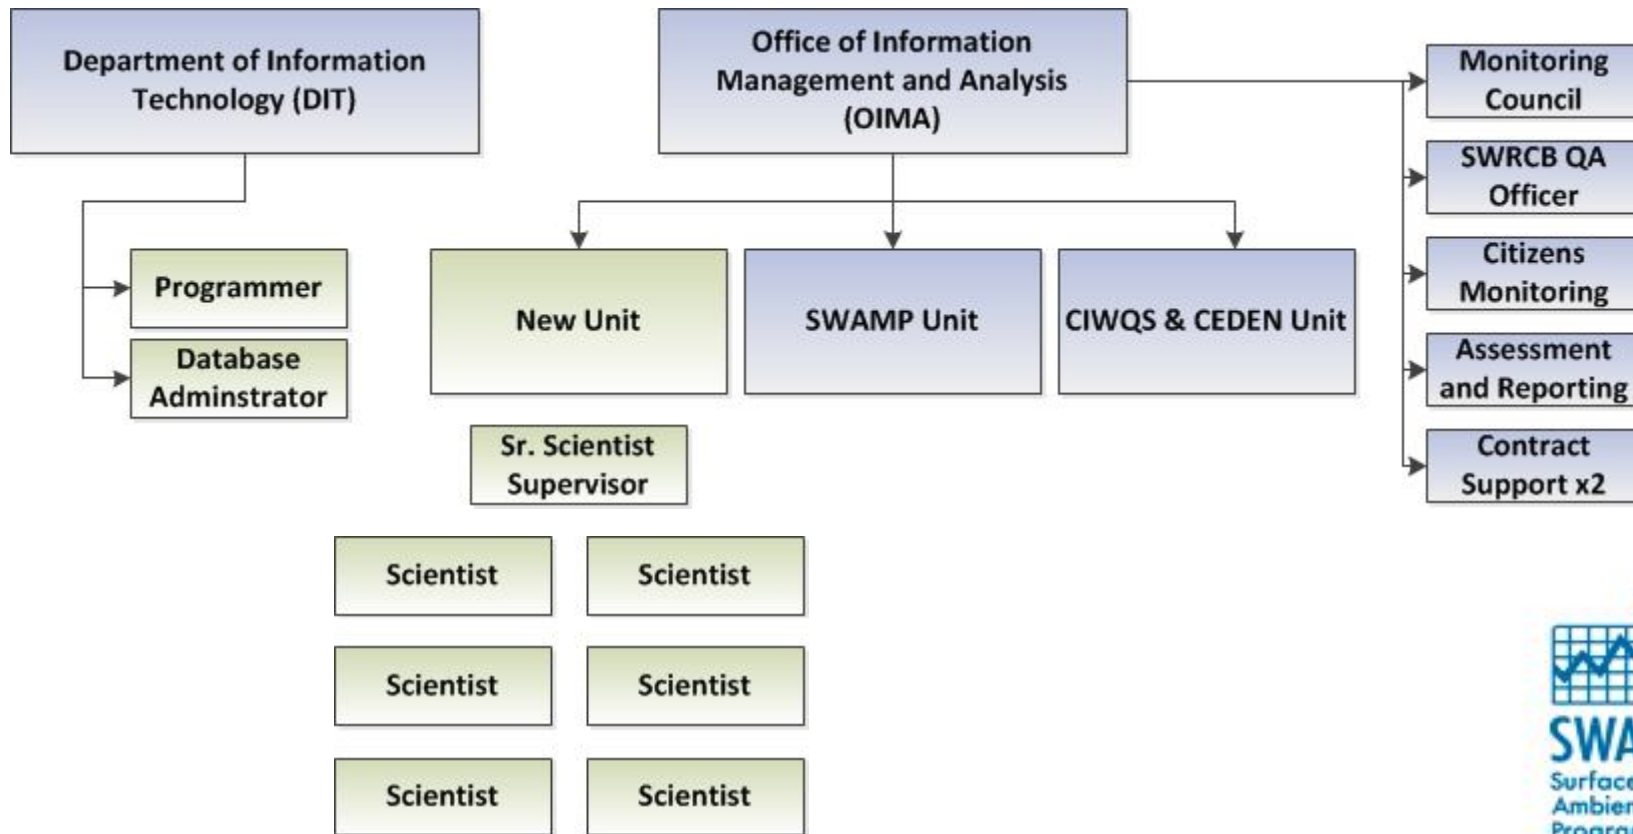 Department of Information
Technology (DIT)
Office of Information
Management and Analysis
(OIMA)
Monitoring
Council
SWRCB QA
Officer
Citizens
Monitoring
Assessment
and Reporting
Contract
Support x2
Programmer
Database
Adminstrator
New Unit
SWAMP Unit
CIWQS & CEDEN Unit
Sr. Scientist
Supervisor
Scientist
Scientist
Scientist
Scientist
Scientist
Scientist
Surface